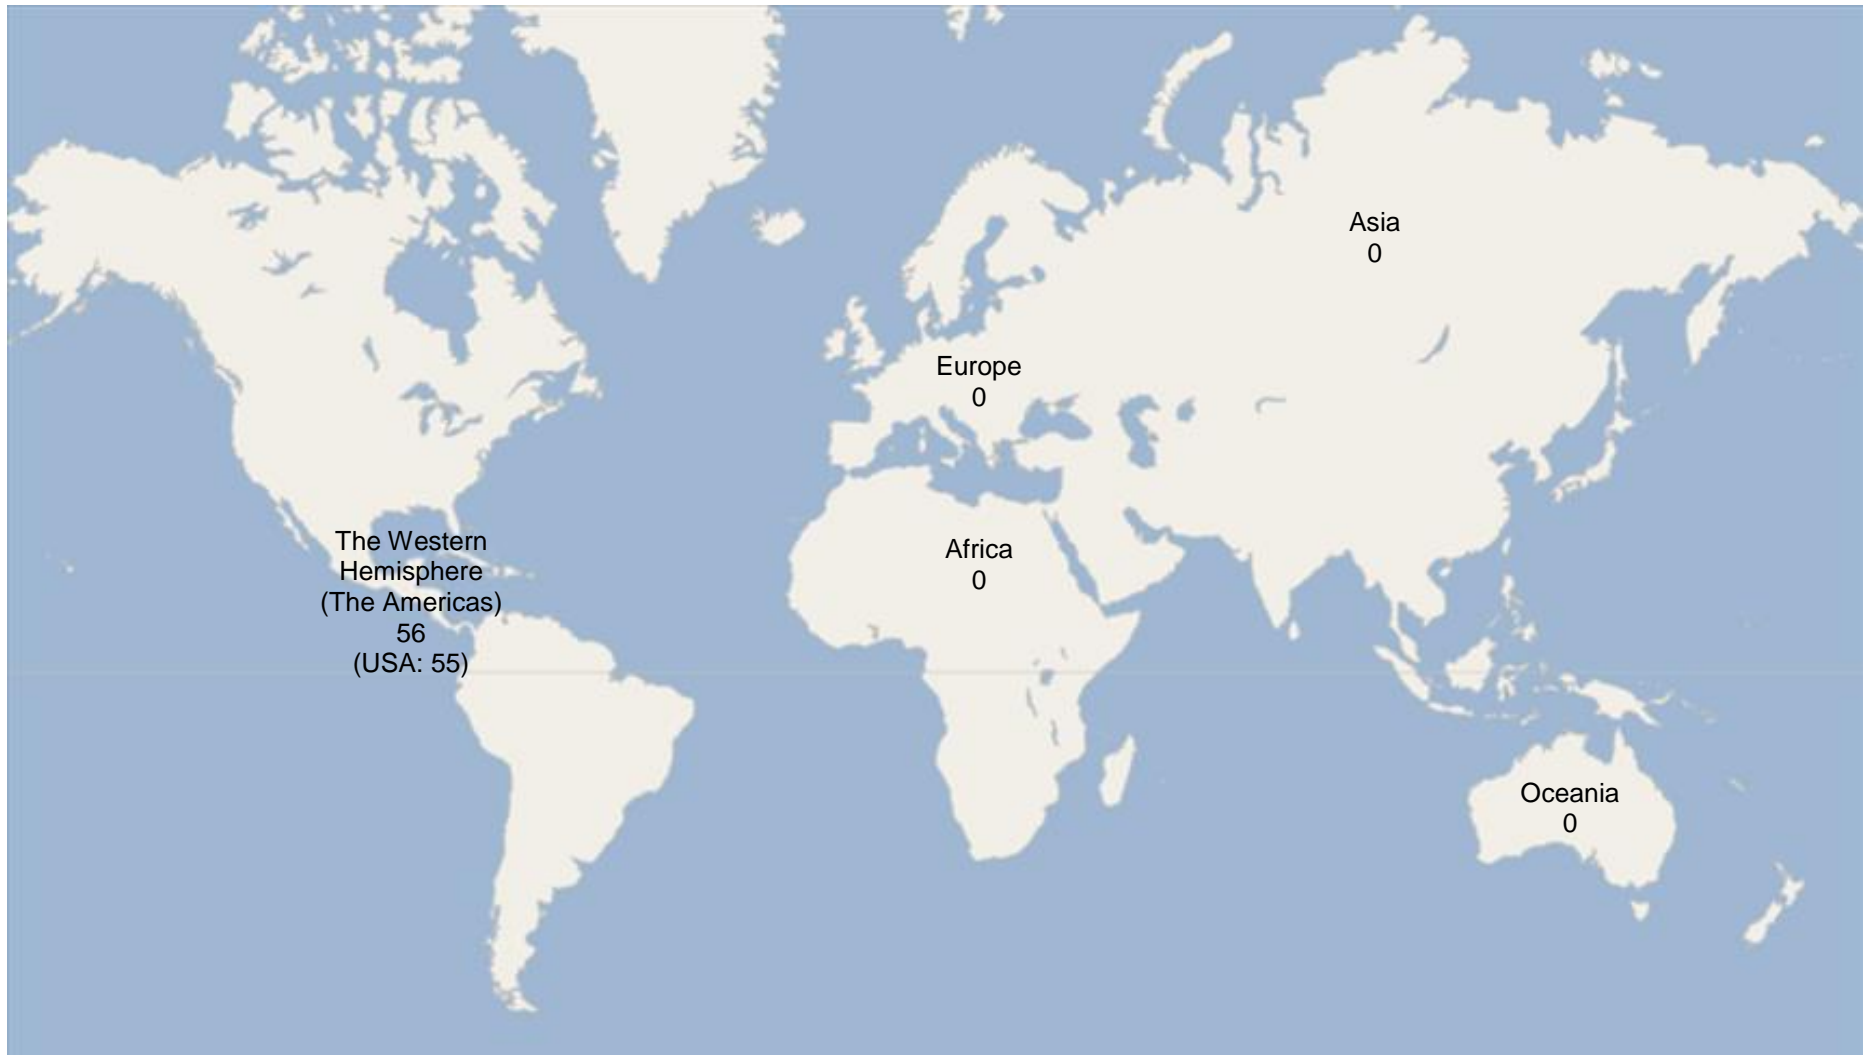 Asia
0
Europe
0
The Western
Hemisphere
(The Americas)
56
(USA: 55)
Africa
0
Oceania
0